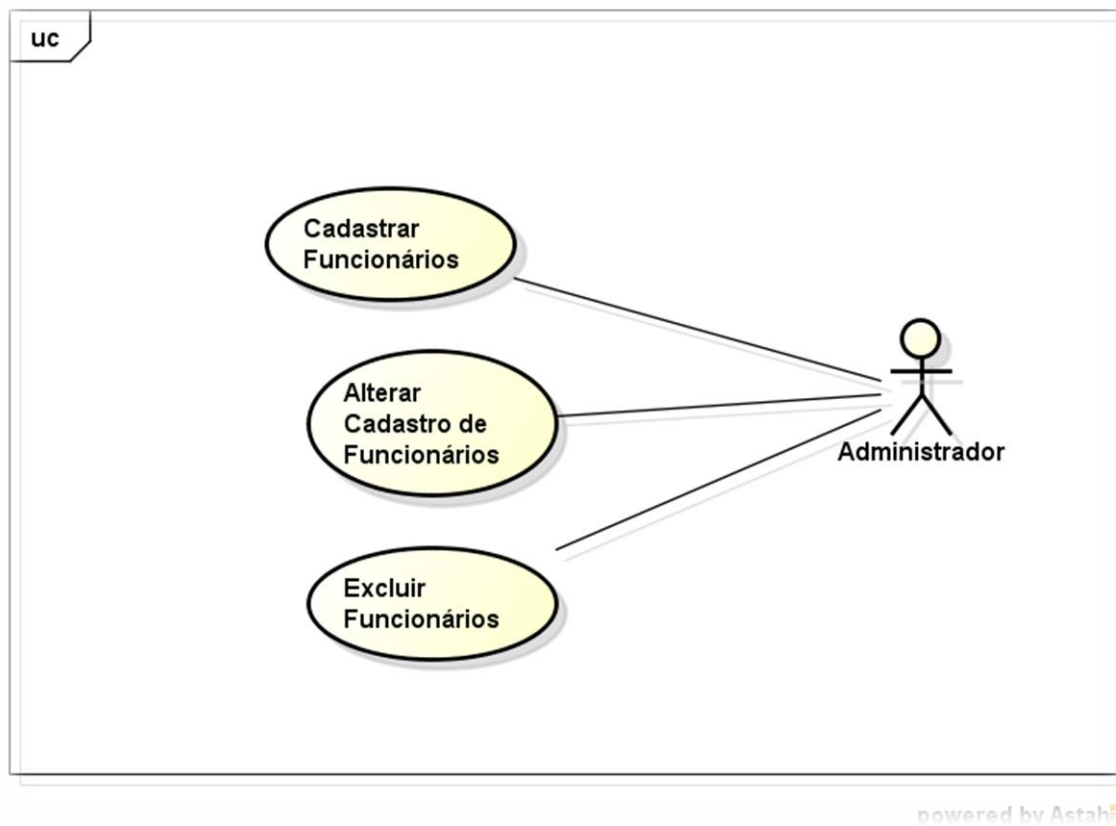 uc
Cadastrar
Funcionários
Alterar
Cadastro de
Funcionários
Administrador
Excluir
Funcionários
powered by Astah